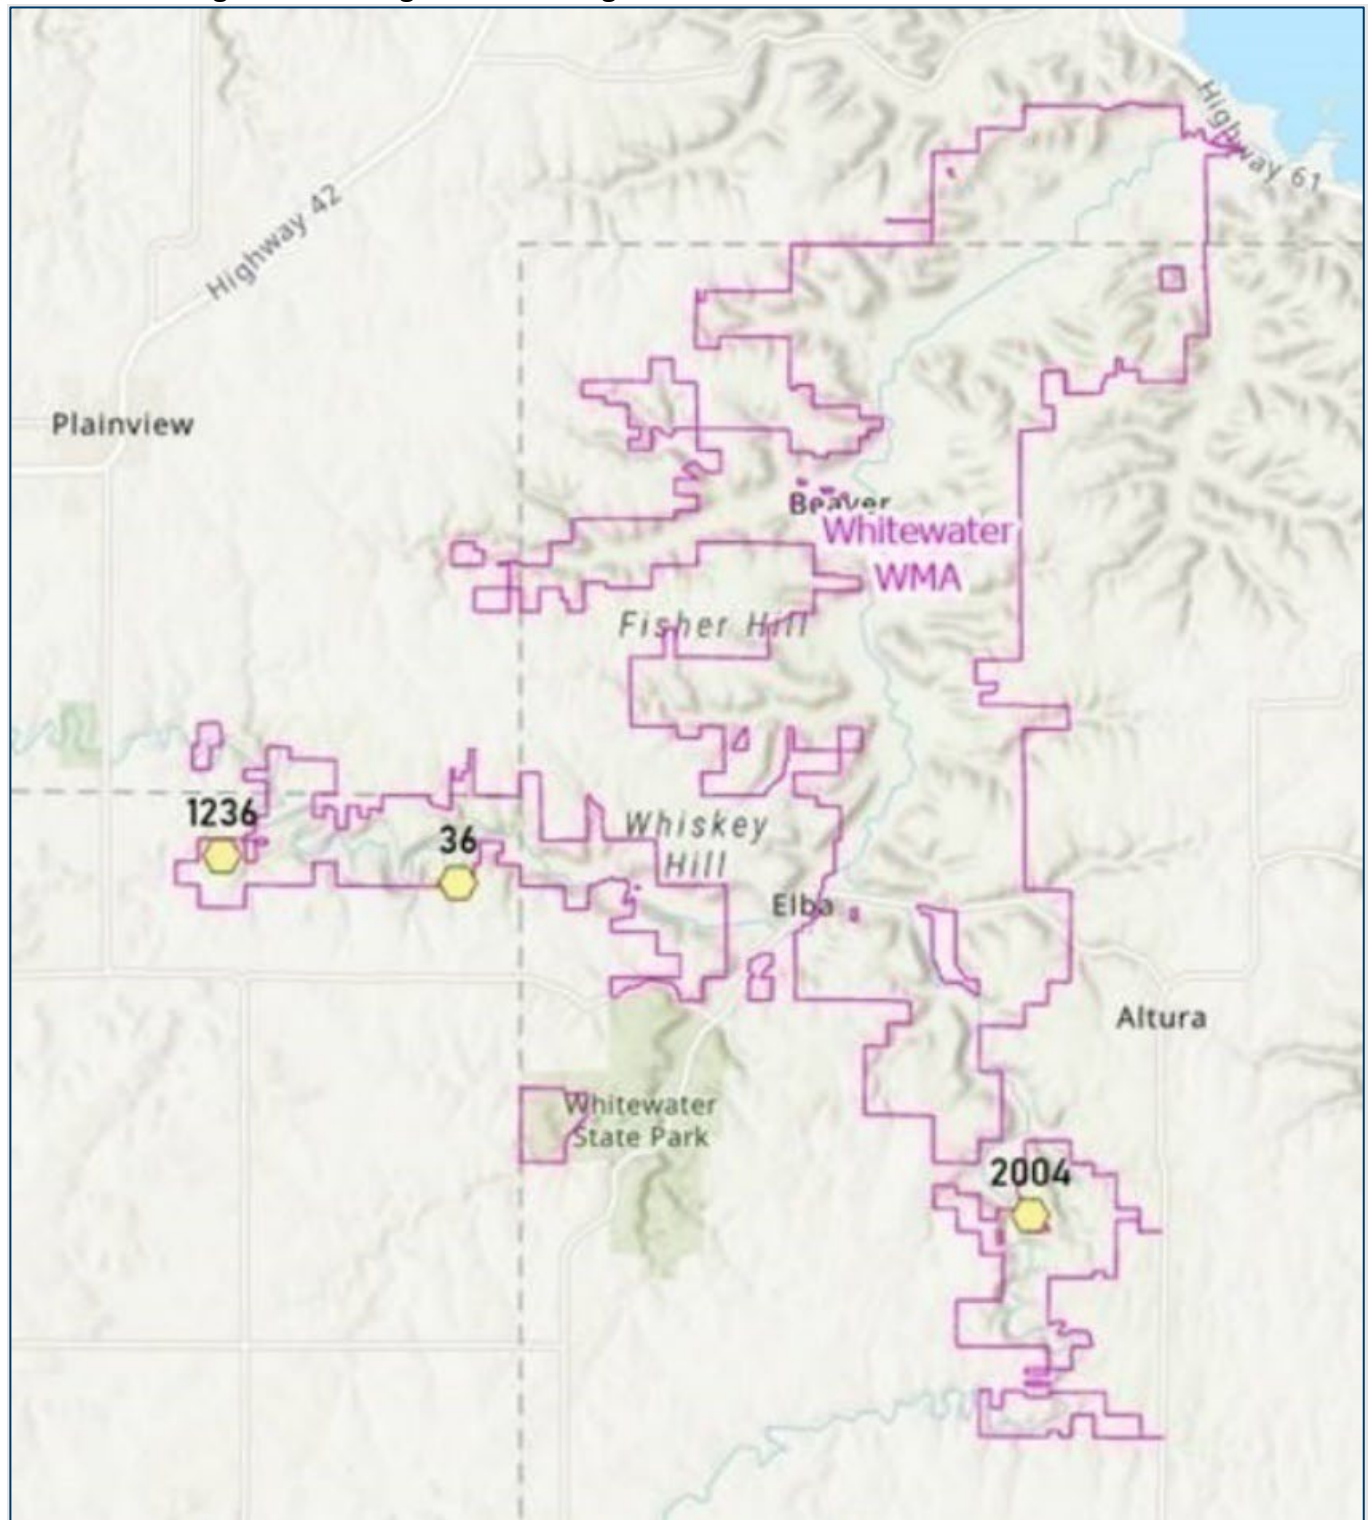 Highway 61
Highway 42
Plainview
Beaver
Whitewater
WMA
Fisher Hill
1236
36
Whiskey
Hill
Elba
Altura
Whitewater
State Park
2004